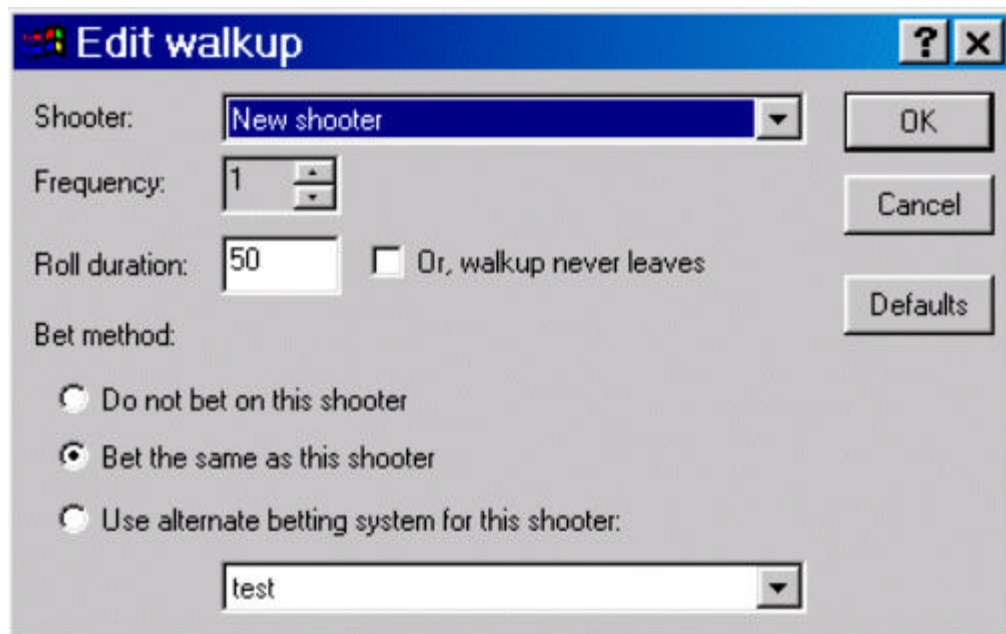 Edit walkup
Shooter: New shooter OK
Frequency: 1 Cancel
Roll duration: 50 Or, walkup never leaves Defaults
Bet method:
Do not bet on this shooter
Bet the same as this shooter
Use alternate betting system for this shooter:
test